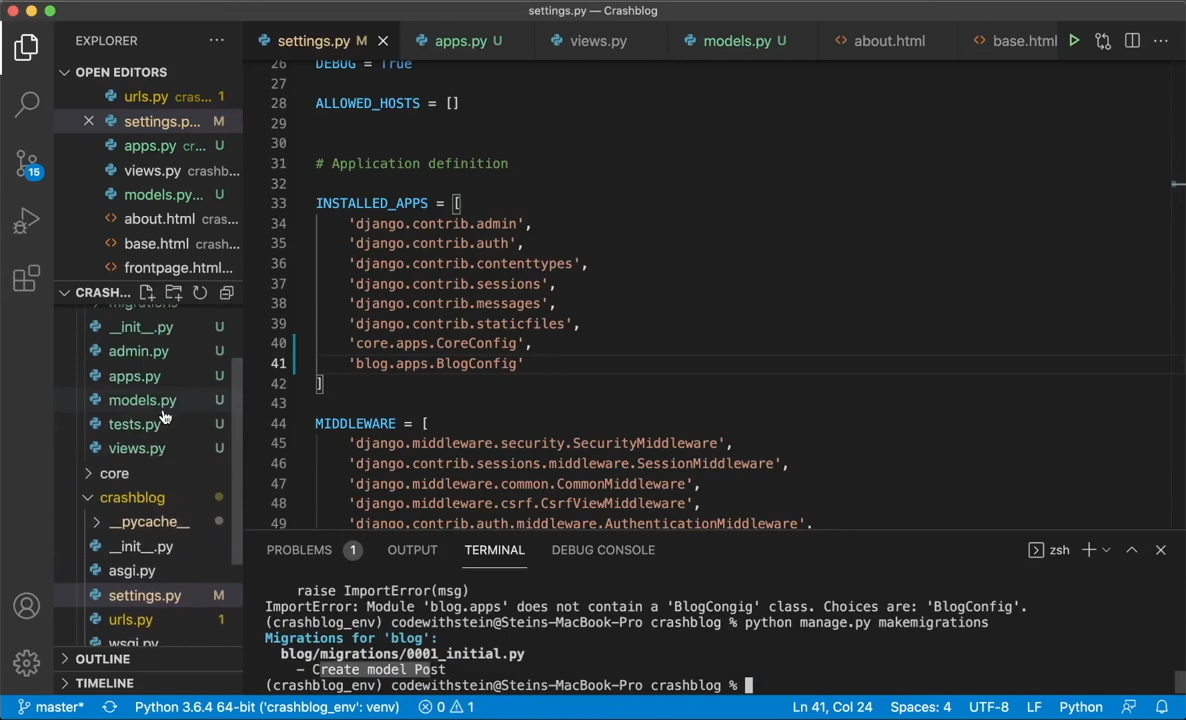 settings.py — Crashblog
EXPLORER
settings.py M
apps.py U
views.py
models.py U
about.html
base.html
OPEN EDITORS
urls.py cras... 1
settings.p... M
apps.py cr... U
views.py crashb...
models.py... U
about.html cras...
base.html crash...
frontpage.html...
CRASH...
migrations
__init__.py U
admin.py U
apps.py U
models.py U
tests.py U
views.py U
core
crashblog
__pycache__
__init__.py
asgi.py
settings.py M
urls.py 1
wsgi.py
OUTLINE
TIMELINE
15
26 DEBUG = True
27
28 ALLOWED_HOSTS = []
29
30
31 # Application definition
32
33 INSTALLED_APPS = [
34 'django.contrib.admin',
35 'django.contrib.auth',
36 'django.contrib.contenttypes',
37 'django.contrib.sessions',
38 'django.contrib.messages',
39 'django.contrib.staticfiles',
40 'core.apps.CoreConfig',
41 'blog.apps.BlogConfig'
42 ]
43
44 MIDDLEWARE = [
45 'django.middleware.security.SecurityMiddleware',
46 'django.contrib.sessions.middleware.SessionMiddleware',
47 'django.middleware.common.CommonMiddleware',
48 'django.middleware.csrf.CsrfViewMiddleware',
49 'django.contrib.auth.middleware.AuthenticationMiddleware',
PROBLEMS 1 OUTPUT TERMINAL DEBUG CONSOLE
zsh
raise ImportError(msg)
ImportError: Module 'blog.apps' does not contain a 'BlogCongig' class. Choices are: 'BlogConfig'.
(crashblog_env) codewithstein@Steins-MacBook-Pro crashblog % python manage.py makemigrations
Migrations for 'blog':
blog/migrations/0001_initial.py
- Create model Post
(crashblog_env) codewithstein@Steins-MacBook-Pro crashblog %
master* Python 3.6.4 64-bit ('crashblog_env': venv) 0 1 Ln 41, Col 24 Spaces: 4 UTF-8 LF Python